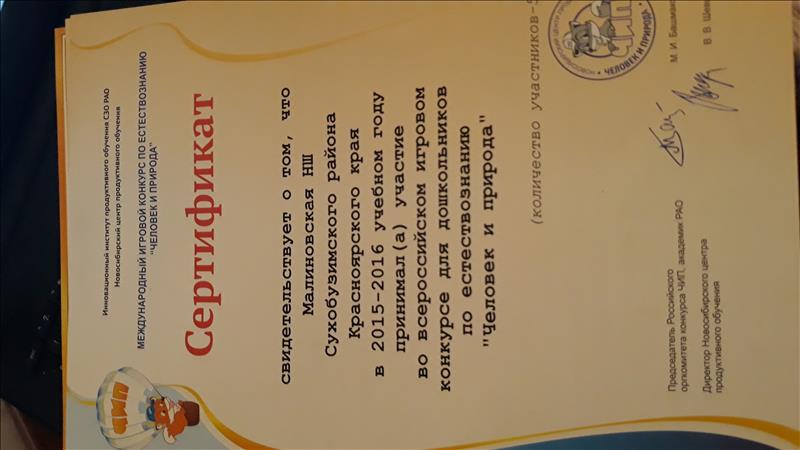 Инновационный институт продуктивного обучения СЗО РАО
Новосибирский центр продуктивного обучения
МЕЖДУНАРОДНЫЙ ИГРОВОЙ КОНКУРС ПО ЕСТЕСТВОЗНАНИЮ
"ЧЕЛОВЕК И ПРИРОДА"
ЧИП
Сертификат
свидетельствует о том, что
Малиновская НШ
Сухобузимского района
Красноярского края
в 2015-2016 учебном году
принимал(а) участие
во всероссийском игровом
конкурсе для дошкольников
по естествознанию
"Человек и природа"
(количество участников-5
ЧИП
ЧЕЛОВЕК И ПРИРОДА
Председатель Российского
оргкомитета конкурса ЧИП, академик РАО
М. И. Башмаков
Директор Новосибирского центра
продуктивного обучения
В. В.